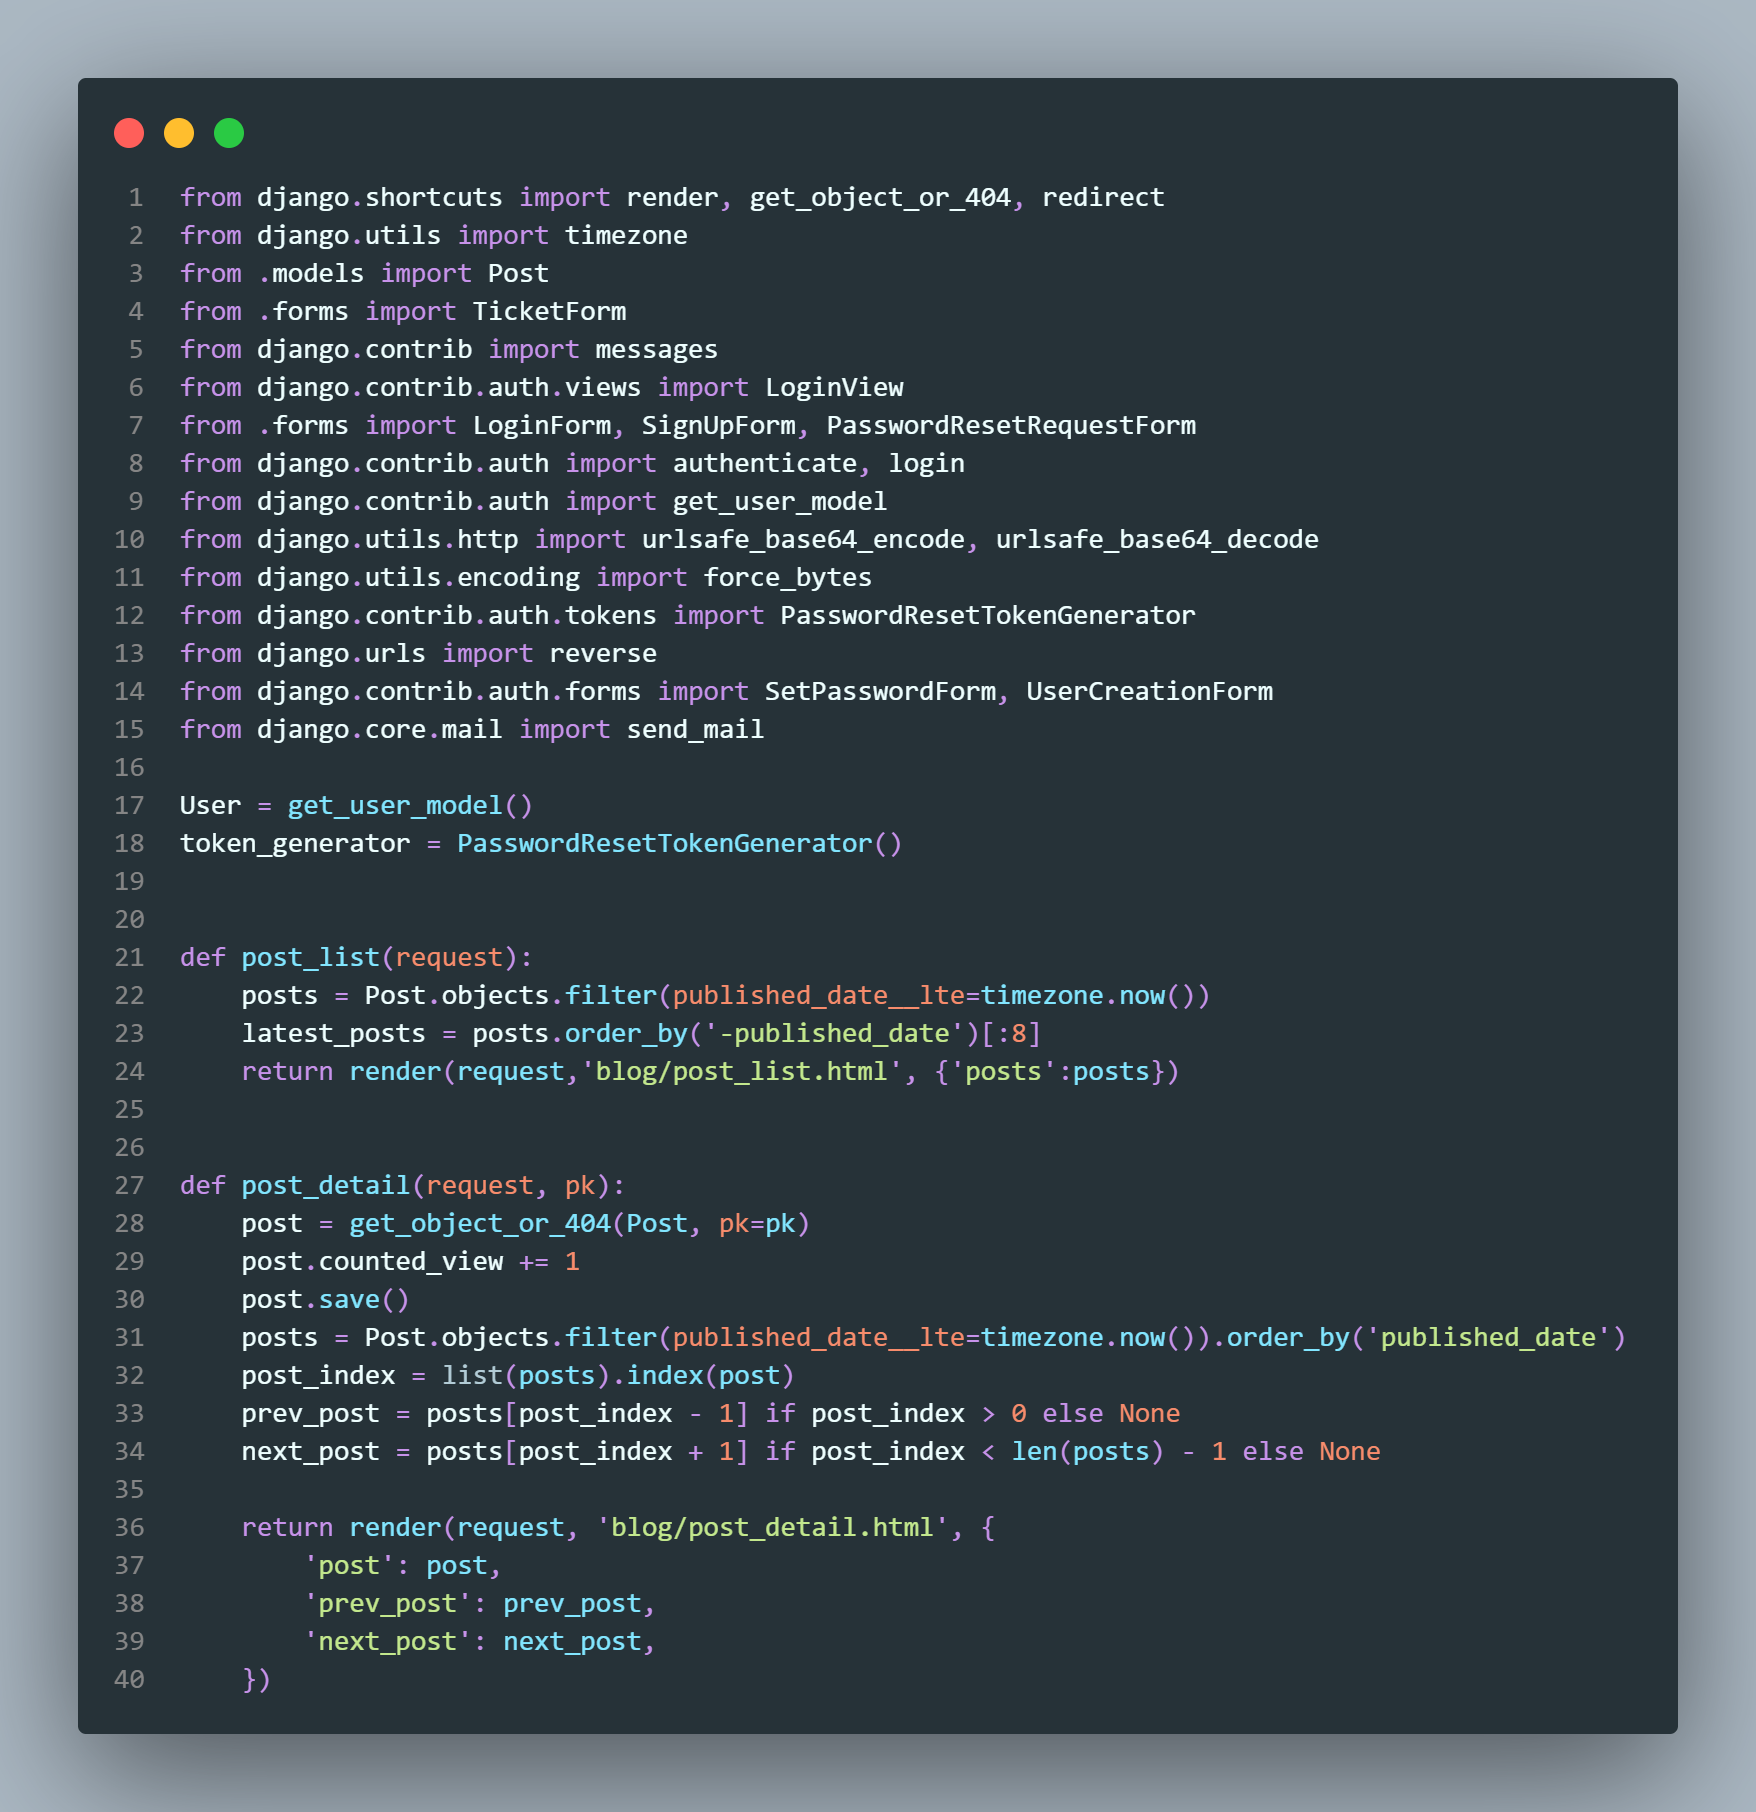 1 from django.shortcuts import render, get_object_or_404, redirect
2 from django.utils import timezone
3 from .models import Post
4 from .forms import TicketForm
5 from django.contrib import messages
6 from django.contrib.auth.views import LoginView
7 from .forms import LoginForm, SignUpForm, PasswordResetRequestForm
8 from django.contrib.auth import authenticate, login
9 from django.contrib.auth import get_user_model
10 from django.utils.http import urlsafe_base64_encode, urlsafe_base64_decode
11 from django.utils.encoding import force_bytes
12 from django.contrib.auth.tokens import PasswordResetTokenGenerator
13 from django.urls import reverse
14 from django.contrib.auth.forms import SetPasswordForm, UserCreationForm
15 from django.core.mail import send_mail
16
17 User = get_user_model()
18 token_generator = PasswordResetTokenGenerator()
19
20
21 def post_list(request):
22     posts = Post.objects.filter(published_date__lte=timezone.now())
23     latest_posts = posts.order_by('-published_date')[:8]
24     return render(request,'blog/post_list.html', {'posts':posts})
25
26
27 def post_detail(request, pk):
28     post = get_object_or_404(Post, pk=pk)
29     post.counted_view += 1
30     post.save()
31     posts = Post.objects.filter(published_date__lte=timezone.now()).order_by('published_date')
32     post_index = list(posts).index(post)
33     prev_post = posts[post_index - 1] if post_index > 0 else None
34     next_post = posts[post_index + 1] if post_index < len(posts) - 1 else None
35
36     return render(request, 'blog/post_detail.html', {
37         'post': post,
38         'prev_post': prev_post,
39         'next_post': next_post,
40     })